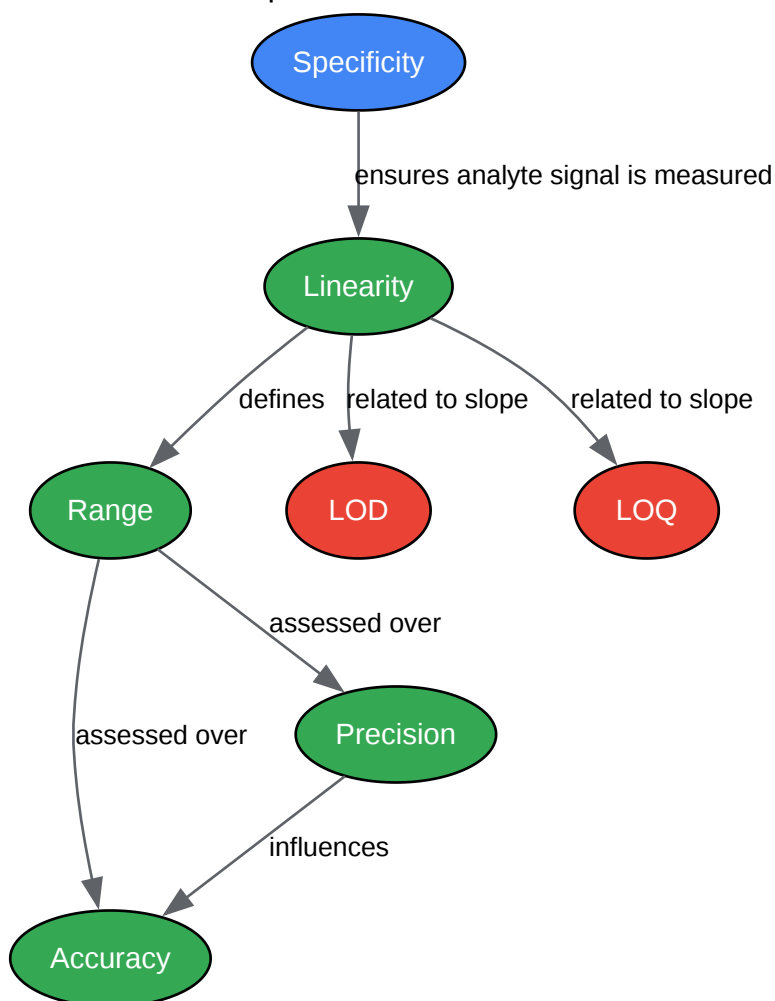 Specificity
ensures analyte signal is measured
Linearity
defines
related to slope
related to slope
Range
LOD
LOQ
assessed over
Precision
assessed over
influences
Accuracy